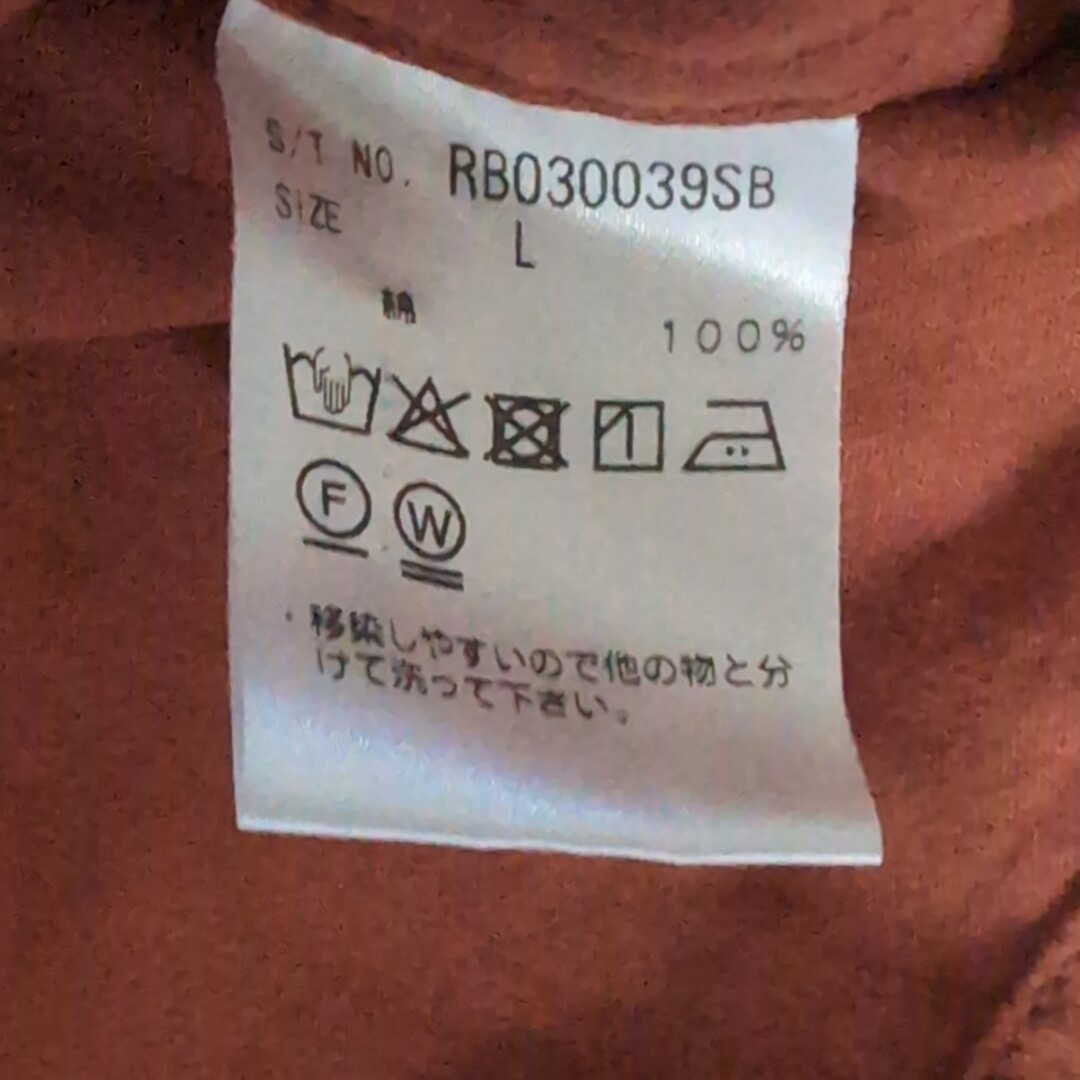 S/T NO. RB030039SB
SIZE L
綿 100%
F W
・移染しやすいので他の物と分
けて洗って下さい。